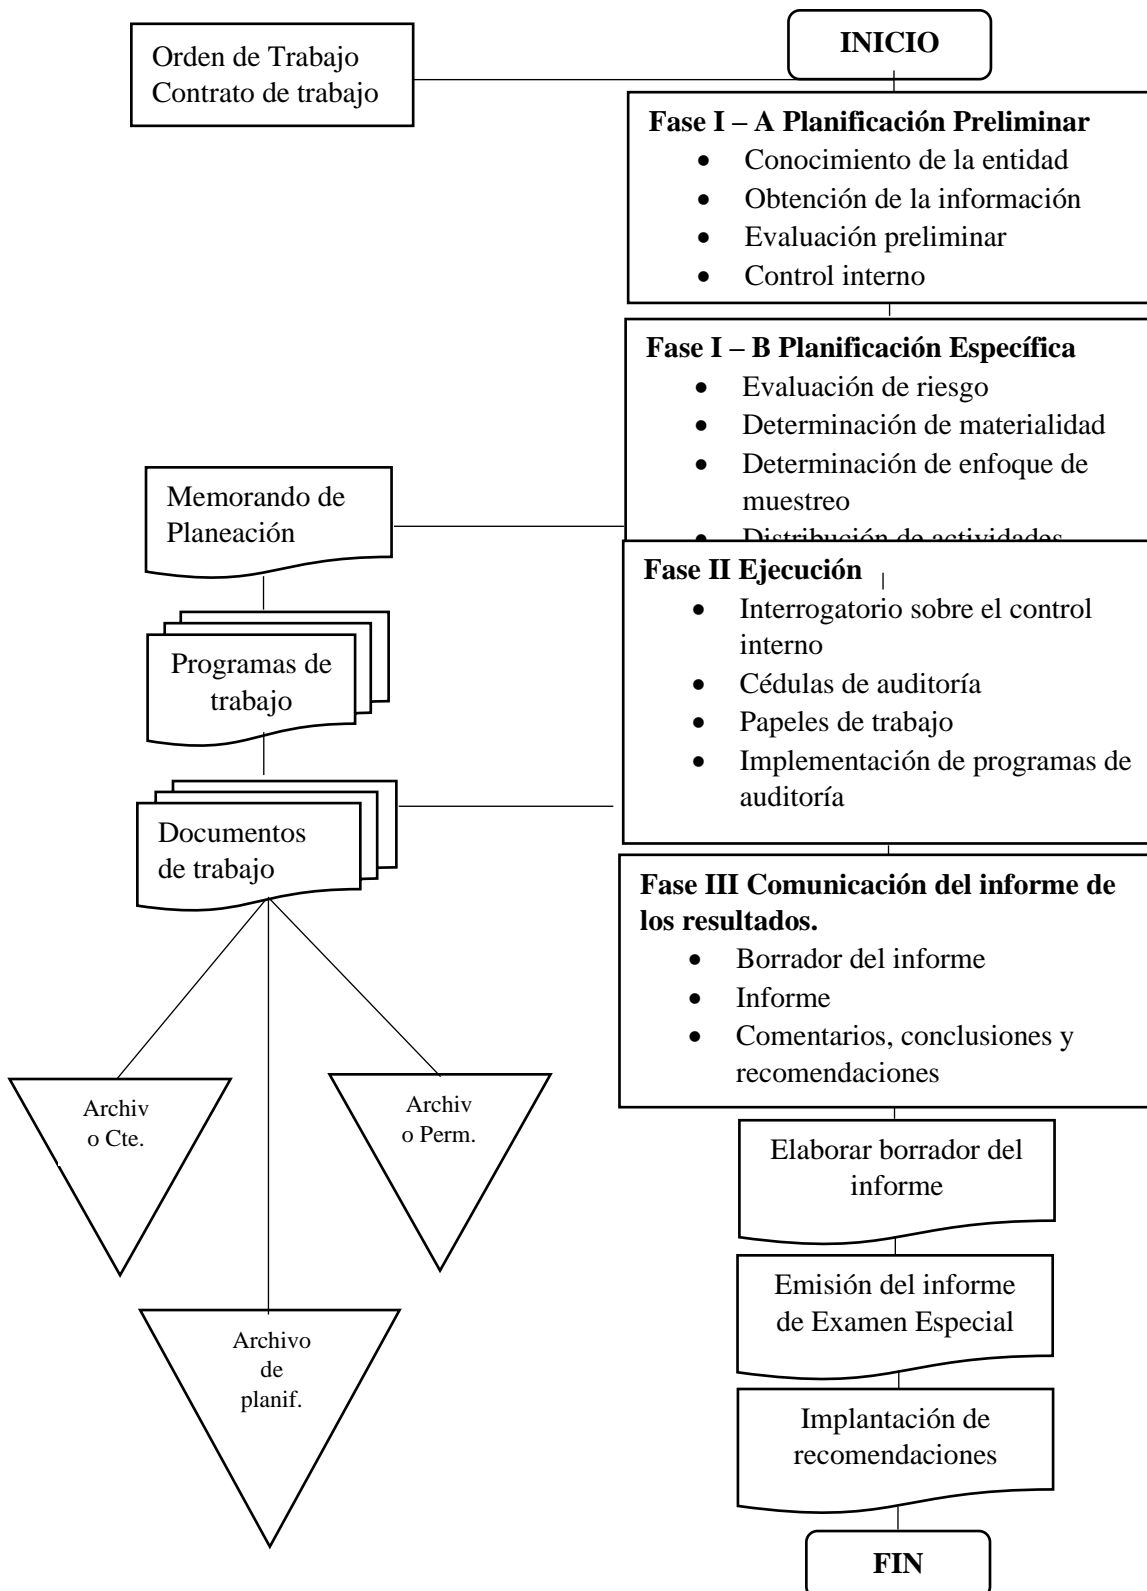 Orden de Trabajo
Contrato de trabajo
INICIO
Fase I – A Planificación Preliminar
• Conocimiento de la entidad
• Obtención de la información
• Evaluación preliminar
• Control interno
Fase I – B Planificación Específica
• Evaluación de riesgo
• Determinación de materialidad
• Determinación de enfoque de
muestreo
• Distribución de actividades
Memorando de
Planeación
Fase II Ejecución
• Interrogatorio sobre el control
interno
• Cédulas de auditoría
• Papeles de trabajo
• Implementación de programas de
auditoría
Programas de
trabajo
Documentos
de trabajo
Fase III Comunicación del informe de
los resultados.
• Borrador del informe
• Informe
• Comentarios, conclusiones y
recomendaciones
Archiv
o Cte.
Archiv
o Perm.
Archivo
de
planif.
Elaborar borrador del
informe
Emisión del informe
de Examen Especial
Implantación de
recomendaciones
FIN